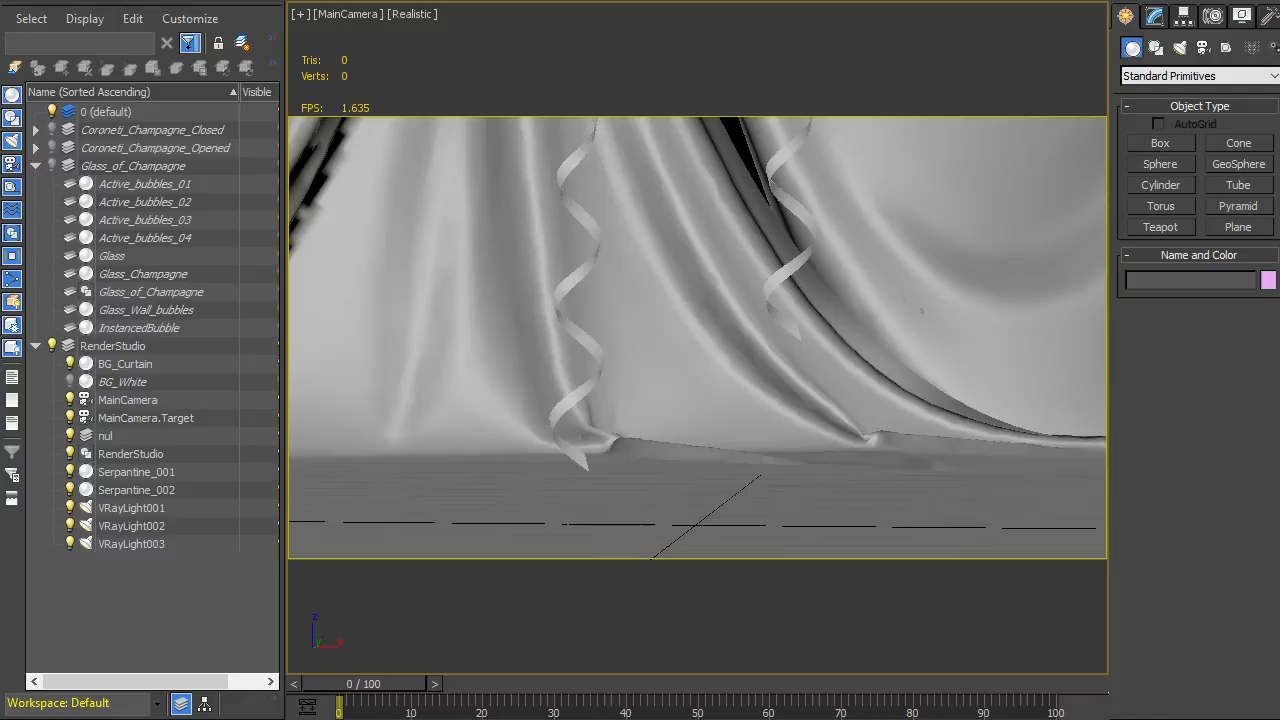 Select Display Edit Customize
[+] [MainCamera] [Realistic]
Tris: 0
Verts: 0
FPS: 1.635
Standard Primitives
Name (Sorted Ascending) Visible
0 (default)
Coroneti_Champagne_Closed
Coroneti_Champagne_Opened
Glass_of_Champagne
Active_bubbles_01
Active_bubbles_02
Active_bubbles_03
Active_bubbles_04
Glass
Glass_Champagne
Glass_of_Champagne
Glass_Wall_bubbles
InstancedBubble
RenderStudio
BG_Curtain
BG_White
MainCamera
MainCamera.Target
nul
RenderStudio
Serpantine_001
Serpantine_002
VRayLight001
VRayLight002
VRayLight003
- Object Type
AutoGrid
Box Cone
Sphere GeoSphere
Cylinder Tube
Torus Pyramid
Teapot Plane
- Name and Color
z
y x
< 0 / 100 >
Workspace: Default
0 10 20 30 40 50 60 70 80 90 100